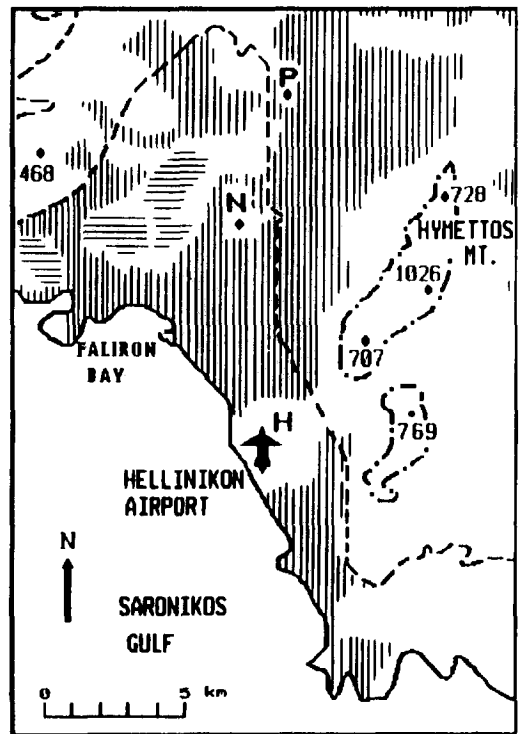 P
468
728
N
HYMETTOS
MT.
1026
FALIRON
BAY
707
H
769
HELLINIKON
AIRPORT
N
SARONIKOS
GULF
0 5 km